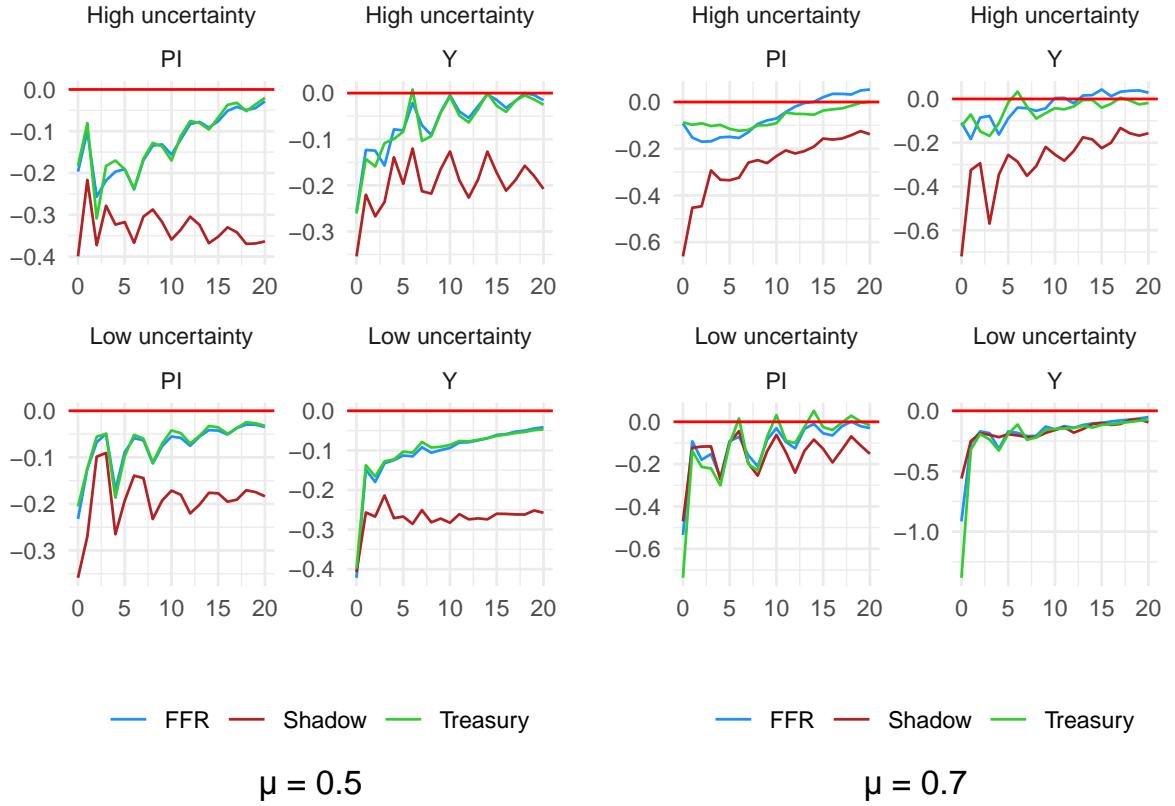 High uncertainty High uncertainty High uncertainty High uncertainty
PI Y PI Y
0.0 −0.1 −0.2 −0.3 −0.4
0 5 10 15 20
0.0 −0.1 −0.2 −0.3
0 5 10 15 20
0.0 −0.2 −0.4 −0.6
0 5 10 15 20
0.0 −0.2 −0.4 −0.6
0 5 10 15 20
Low uncertainty Low uncertainty Low uncertainty Low uncertainty
PI Y PI Y
0.0 −0.1 −0.2 −0.3
0 5 10 15 20
0.0 −0.1 −0.2 −0.3 −0.4
0 5 10 15 20
0.0 −0.2 −0.4 −0.6
0 5 10 15 20
0.0 −0.5 −1.0
0 5 10 15 20
FFR Shadow Treasury FFR Shadow Treasury
μ = 0.5 μ = 0.7